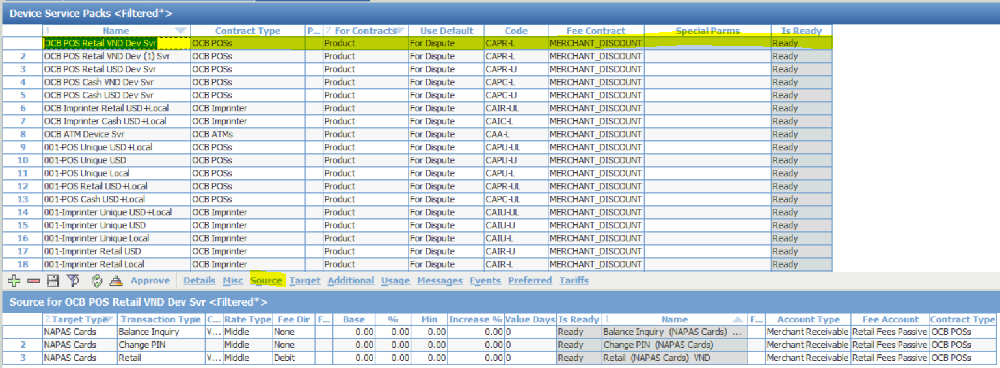 Device Service Packs <Filtered*>
1 Name Contract Type P... 2 For Contracts Use Default Code Fee Contract Special Parms Is Ready
OCB POS Retail VND Dev Svr OCB POSs Product For Dispute CAPR-L MERCHANT_DISCOUNT Ready
2 OCB POS Retail VND Dev (1) Svr OCB POSs Product For Dispute CAPR-L MERCHANT_DISCOUNT Ready
3 OCB POS Retail USD Dev Svr OCB POSs Product For Dispute CAPR-U MERCHANT_DISCOUNT Ready
4 OCB POS Cash VND Dev Svr OCB POSs Product For Dispute CAPC-L MERCHANT_DISCOUNT Ready
5 OCB POS Cash USD Dev Svr OCB POSs Product For Dispute CAPC-U MERCHANT_DISCOUNT Ready
6 OCB Imprinter Retail USD+Local OCB Imprinter Product For Dispute CAIR-UL MERCHANT_DISCOUNT Ready
7 OCB Imprinter Cash USD+Local OCB Imprinter Product For Dispute CAIC-L MERCHANT_DISCOUNT Ready
8 OCB ATM Device Svr OCB ATMs Product For Dispute CAA-L MERCHANT_DISCOUNT Ready
9 001-POS Unique USD+Local OCB POSs Product For Dispute CAPU-UL MERCHANT_DISCOUNT Ready
10 001-POS Unique USD OCB POSs Product For Dispute CAPU-U MERCHANT_DISCOUNT Ready
11 001-POS Unique Local OCB POSs Product For Dispute CAPU-L MERCHANT_DISCOUNT Ready
12 001-POS Retail USD+Local OCB POSs Product For Dispute CAPR-UL MERCHANT_DISCOUNT Ready
13 001-POS Cash USD+Local OCB POSs Product For Dispute CAPC-UL MERCHANT_DISCOUNT Ready
14 001-Imprinter Unique USD+Local OCB Imprinter Product For Dispute CAIU-UL MERCHANT_DISCOUNT Ready
15 001-Imprinter Unique USD OCB Imprinter Product For Dispute CAIU-U MERCHANT_DISCOUNT Ready
16 001-Imprinter Unique Local OCB Imprinter Product For Dispute CAIU-L MERCHANT_DISCOUNT Ready
17 001-Imprinter Retail USD OCB Imprinter Product For Dispute CAIR-U MERCHANT_DISCOUNT Ready
18 001-Imprinter Retail Local OCB Imprinter Product For Dispute CAIR-L MERCHANT_DISCOUNT Ready
Approve Details Misc Source Target Additional Usage Messages Events Preferred Tariffs
Source for OCB POS Retail VND Dev Svr <Filtered*>
2 Target Type Transaction Type C... Rate Type Fee Dir F... Base % Min Increase % Value Days Is Ready 1 Name F... Account Type Fee Account Contract Type
NAPAS Cards Balance Inquiry V... Middle None 0.00 0.00 0.00 0.00 0 Ready Balance Inquiry (NAPAS Cards) ... Merchant Receivable Retail Fees Passive OCB POSs
2 NAPAS Cards Change PIN Middle None 0.00 0.00 0.00 0.00 0 Ready Change PIN (NAPAS Cards) Merchant Receivable Retail Fees Passive OCB POSs
3 NAPAS Cards Retail V... Middle Debit 0.00 0.00 0.00 0.00 0 Ready Retail (NAPAS Cards) VND Merchant Receivable Retail Fees Passive OCB POSs